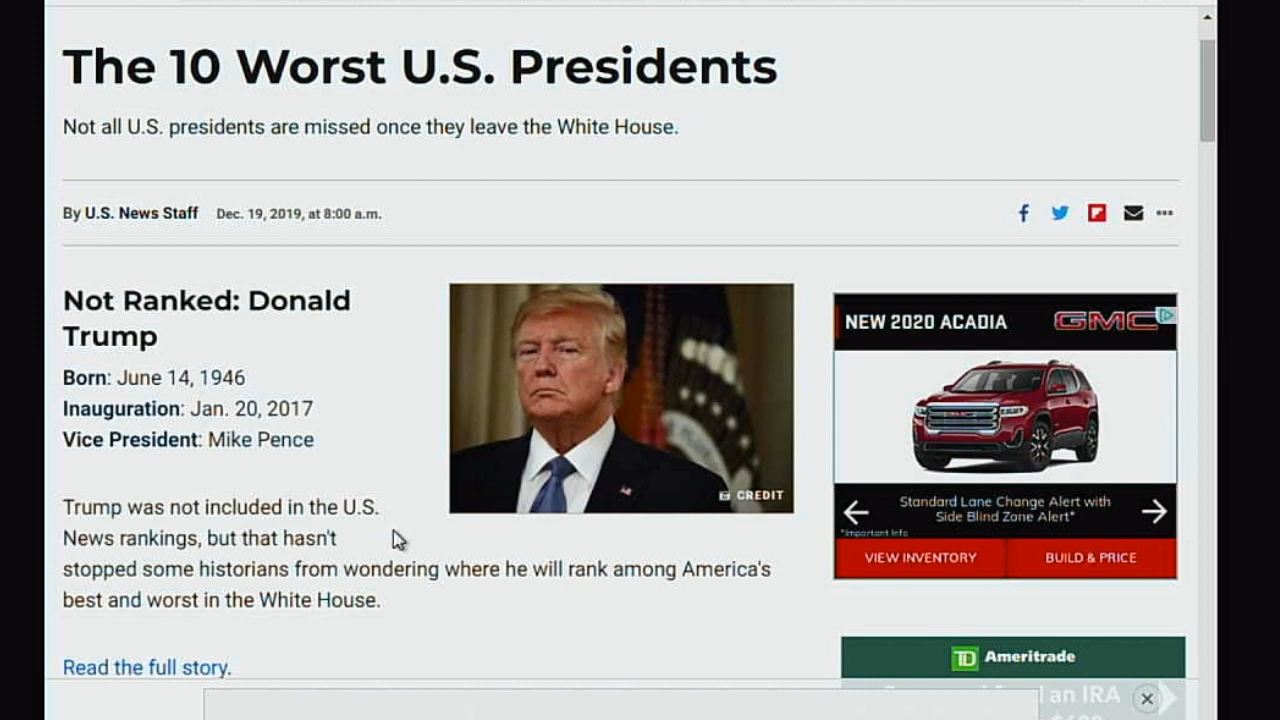 The 10 Worst U.S. Presidents
Not all U.S. presidents are missed once they leave the White House.
By U.S. News Staff Dec. 19, 2019, at 8:00 a.m.
Not Ranked: Donald
Trump
Born: June 14, 1946
Inauguration: Jan. 20, 2017
Vice President: Mike Pence
CREDIT
Trump was not included in the U.S.
News rankings, but that hasn't
stopped some historians from wondering where he will rank among America's
best and worst in the White House.
Read the full story.
NEW 2020 ACADIA GMC
Standard Lane Change Alert with
Side Blind Zone Alert*
*Important Info
VIEW INVENTORY BUILD & PRICE
TD Ameritrade
an IRA